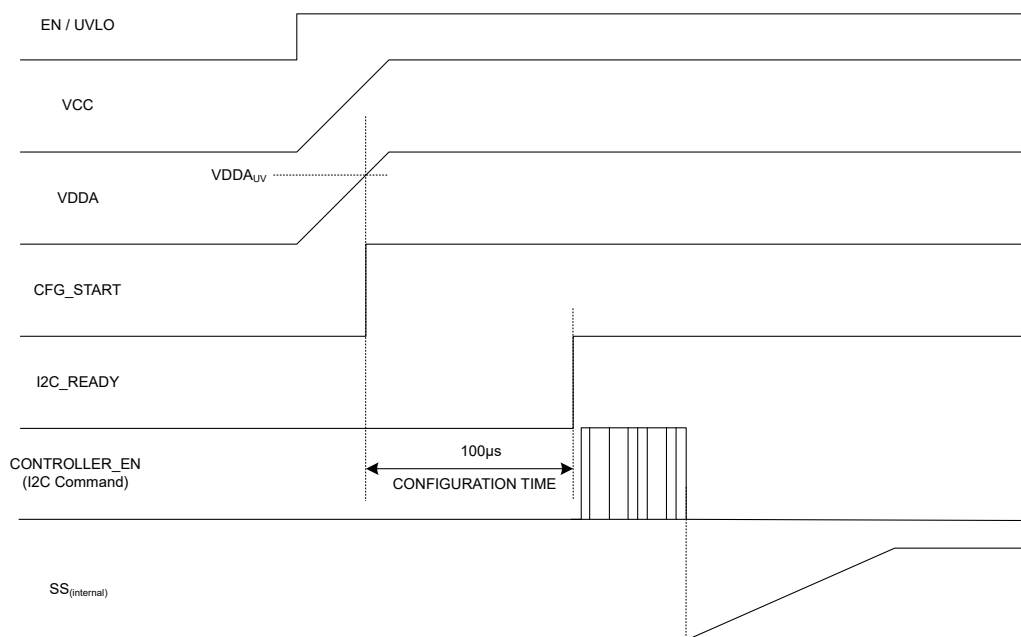 EN / UVLO
VCC
VDDA_UV
VDDA
CFG_START
I2C_READY
100µs
CONTROLLER_EN
(I2C Command)
CONFIGURATION TIME
SS(internal)